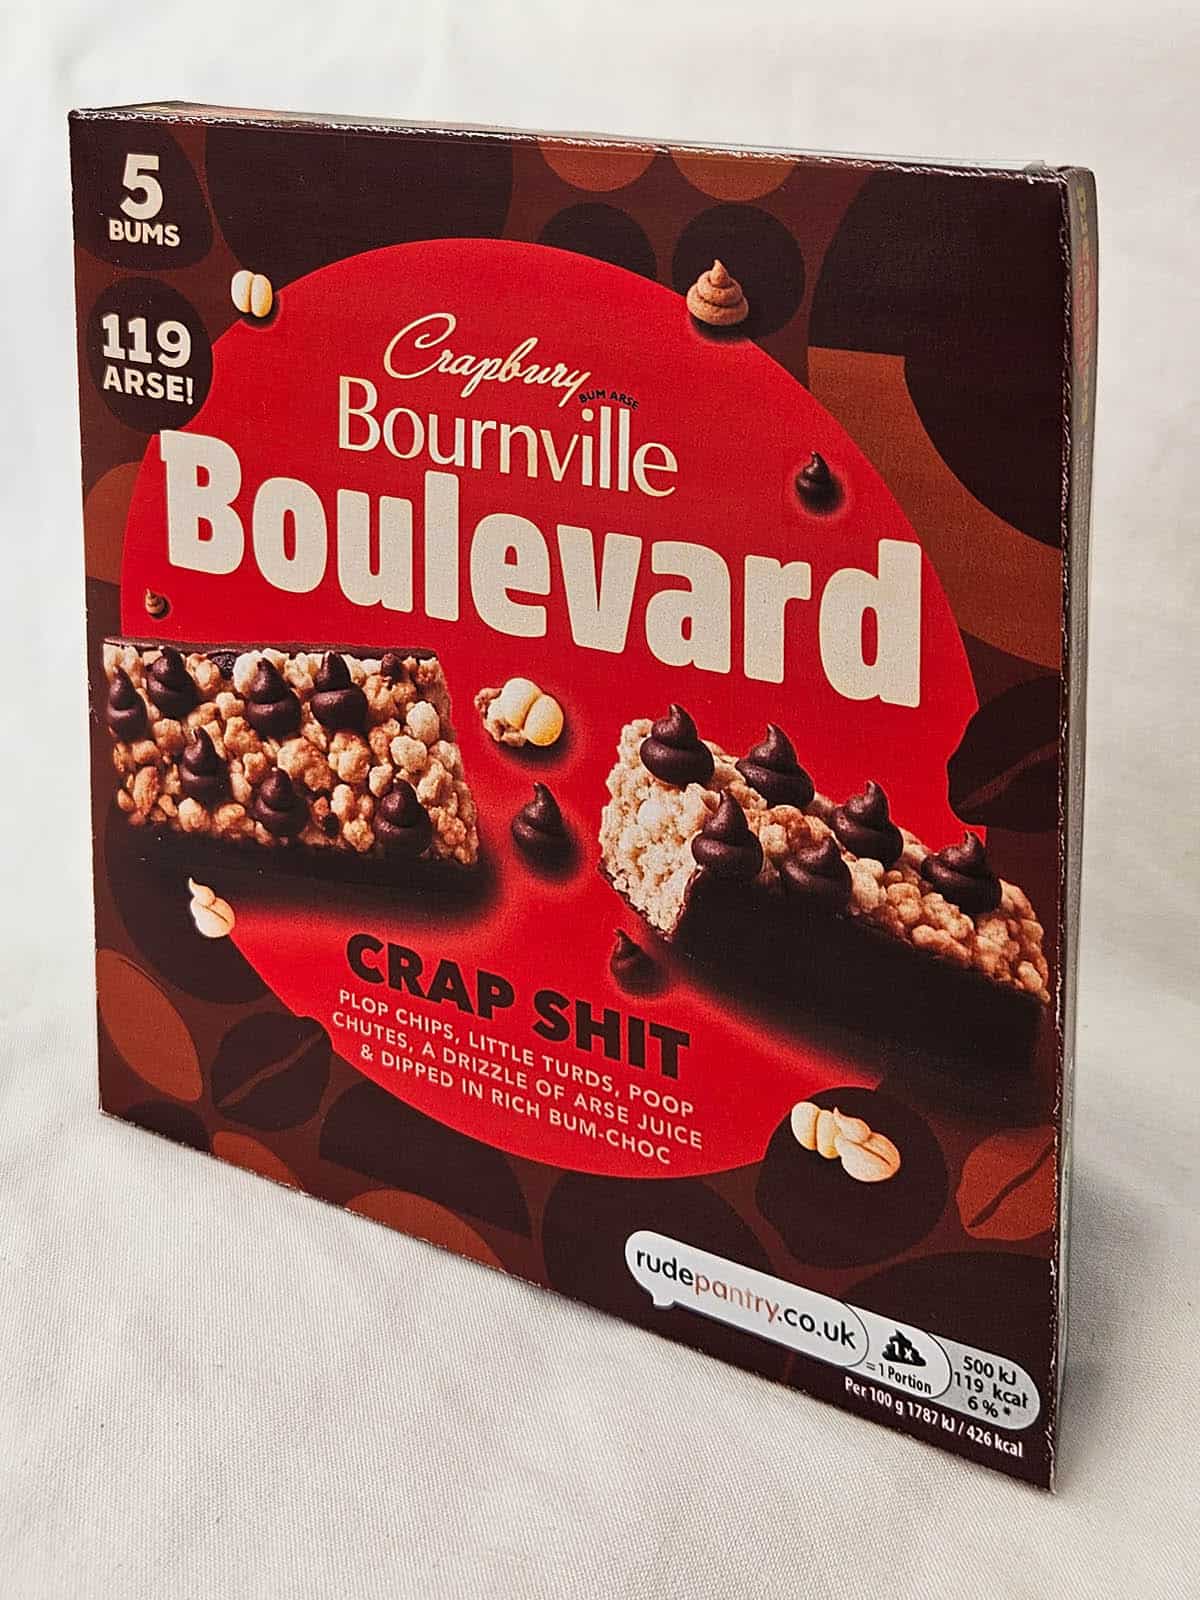 5
BUMS
119
ARSE!
Crapbury
BUM ARSE
Bournville
Boulevard
CRAP SHIT
PLOP CHIPS, LITTLE TURDS, POOP
CHUTES, A DRIZZLE OF ARSE JUICE
& DIPPED IN RICH BUM-CHOC
rudepantry.co.uk
1x
= 1 Portion
500 kJ
119 kcal
6 % *
Per 100 g 1787 kJ / 426 kcal